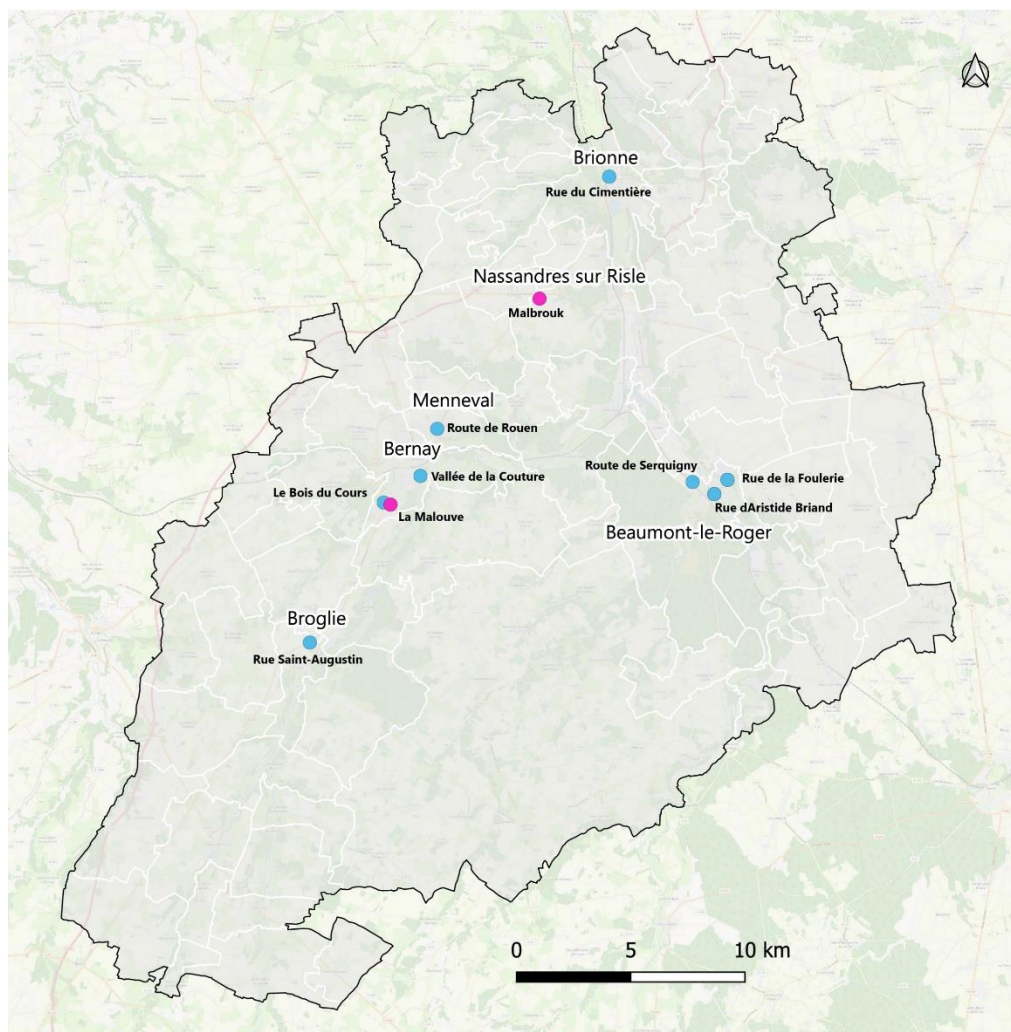 Brionne
Rue du Cimentière
Nassandres sur Risle
Malbrouk
Menneval
Route de Rouen
Bernay
Vallée de la Couture
Le Bois du Cours
La Malouve
Route de Serquigny
Rue de la Foulerie
Rue dAristide Briand
Beaumont-le-Roger
Broglie
Rue Saint-Augustin
0 5 10 km